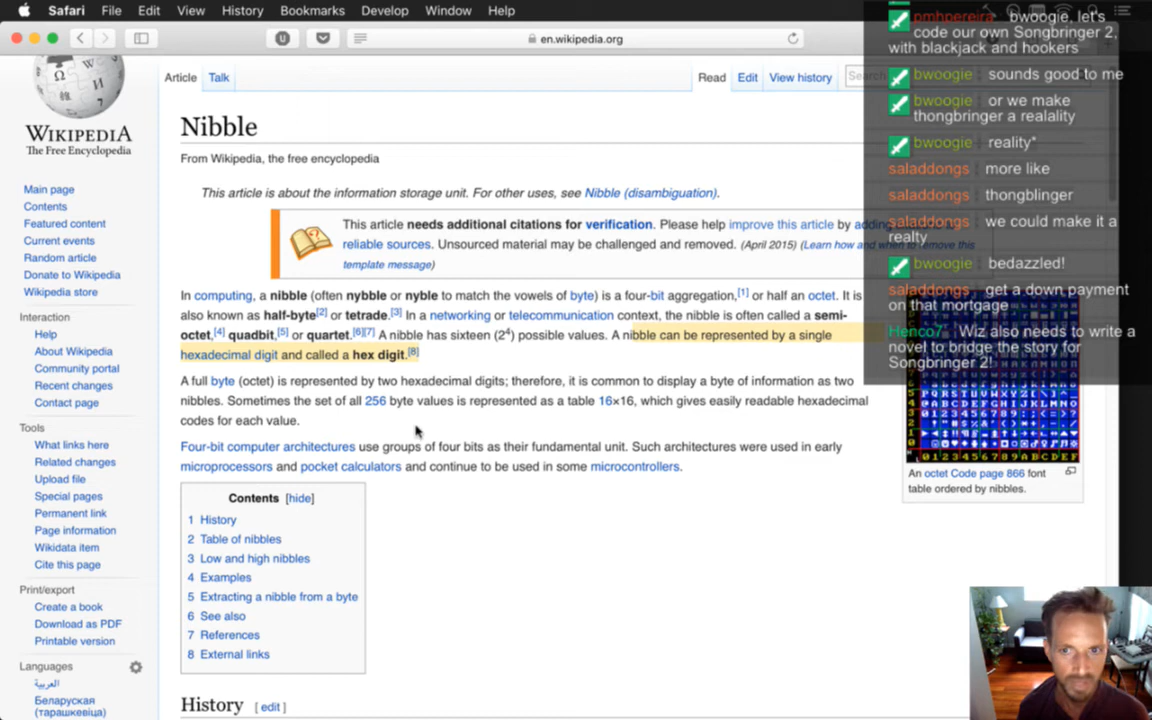 Safari File Edit View History Bookmarks Develop Window Help
en.wikipedia.org
WIKIPEDIA
The Free Encyclopedia
Main page
Contents
Featured content
Current events
Random article
Donate to Wikipedia
Wikipedia store
Interaction
Help
About Wikipedia
Community portal
Recent changes
Contact page
Tools
What links here
Related changes
Upload file
Special pages
Permanent link
Page information
Wikidata item
Cite this page
Print/export
Create a book
Download as PDF
Printable version
Languages
العربية
Беларуская
(тарашкевіца)
Article Talk
Read Edit View history Search
Nibble
From Wikipedia, the free encyclopedia
This article is about the information storage unit. For other uses, see Nibble (disambiguation).
This article needs additional citations for verification. Please help improve this article by adding
reliable sources. Unsourced material may be challenged and removed. (April 2015) (Learn how and when to remove this
template message)
In computing, a nibble (often nybble or nyble to match the vowels of byte) is a four-bit aggregation,[1] or half an octet. It is
also known as half-byte[2] or tetrade.[3] In a networking or telecommunication context, the nibble is often called a semi-
octet,[4] quadbit,[5] or quartet.[6][7] A nibble has sixteen (2⁴) possible values. A nibble can be represented by a single
hexadecimal digit and called a hex digit.[8]
A full byte (octet) is represented by two hexadecimal digits; therefore, it is common to display a byte of information as two
nibbles. Sometimes the set of all 256 byte values is represented as a table 16×16, which gives easily readable hexadecimal
codes for each value.
Four-bit computer architectures use groups of four bits as their fundamental unit. Such architectures were used in early
microprocessors and pocket calculators and continue to be used in some microcontrollers.
Contents [hide]
1 History
2 Table of nibbles
3 Low and high nibbles
4 Examples
5 Extracting a nibble from a byte
6 See also
7 References
8 External links
History [edit]
pmhpereira bwoogie, let's
code our own Songbringer 2,
with blackjack and hookers
bwoogie sounds good to me
bwoogie or we make
thongbringer a realality
bwoogie reality*
saladdongs more like
saladdongs thongblinger
saladdongs we could make it a
realty
bwoogie bedazzled!
saladdongs get a down payment
on that mortgage
Henco7 Wiz also needs to write a
novel to bridge the story for
Songbringer 2!
An octet Code page 866 font
table ordered by nibbles.